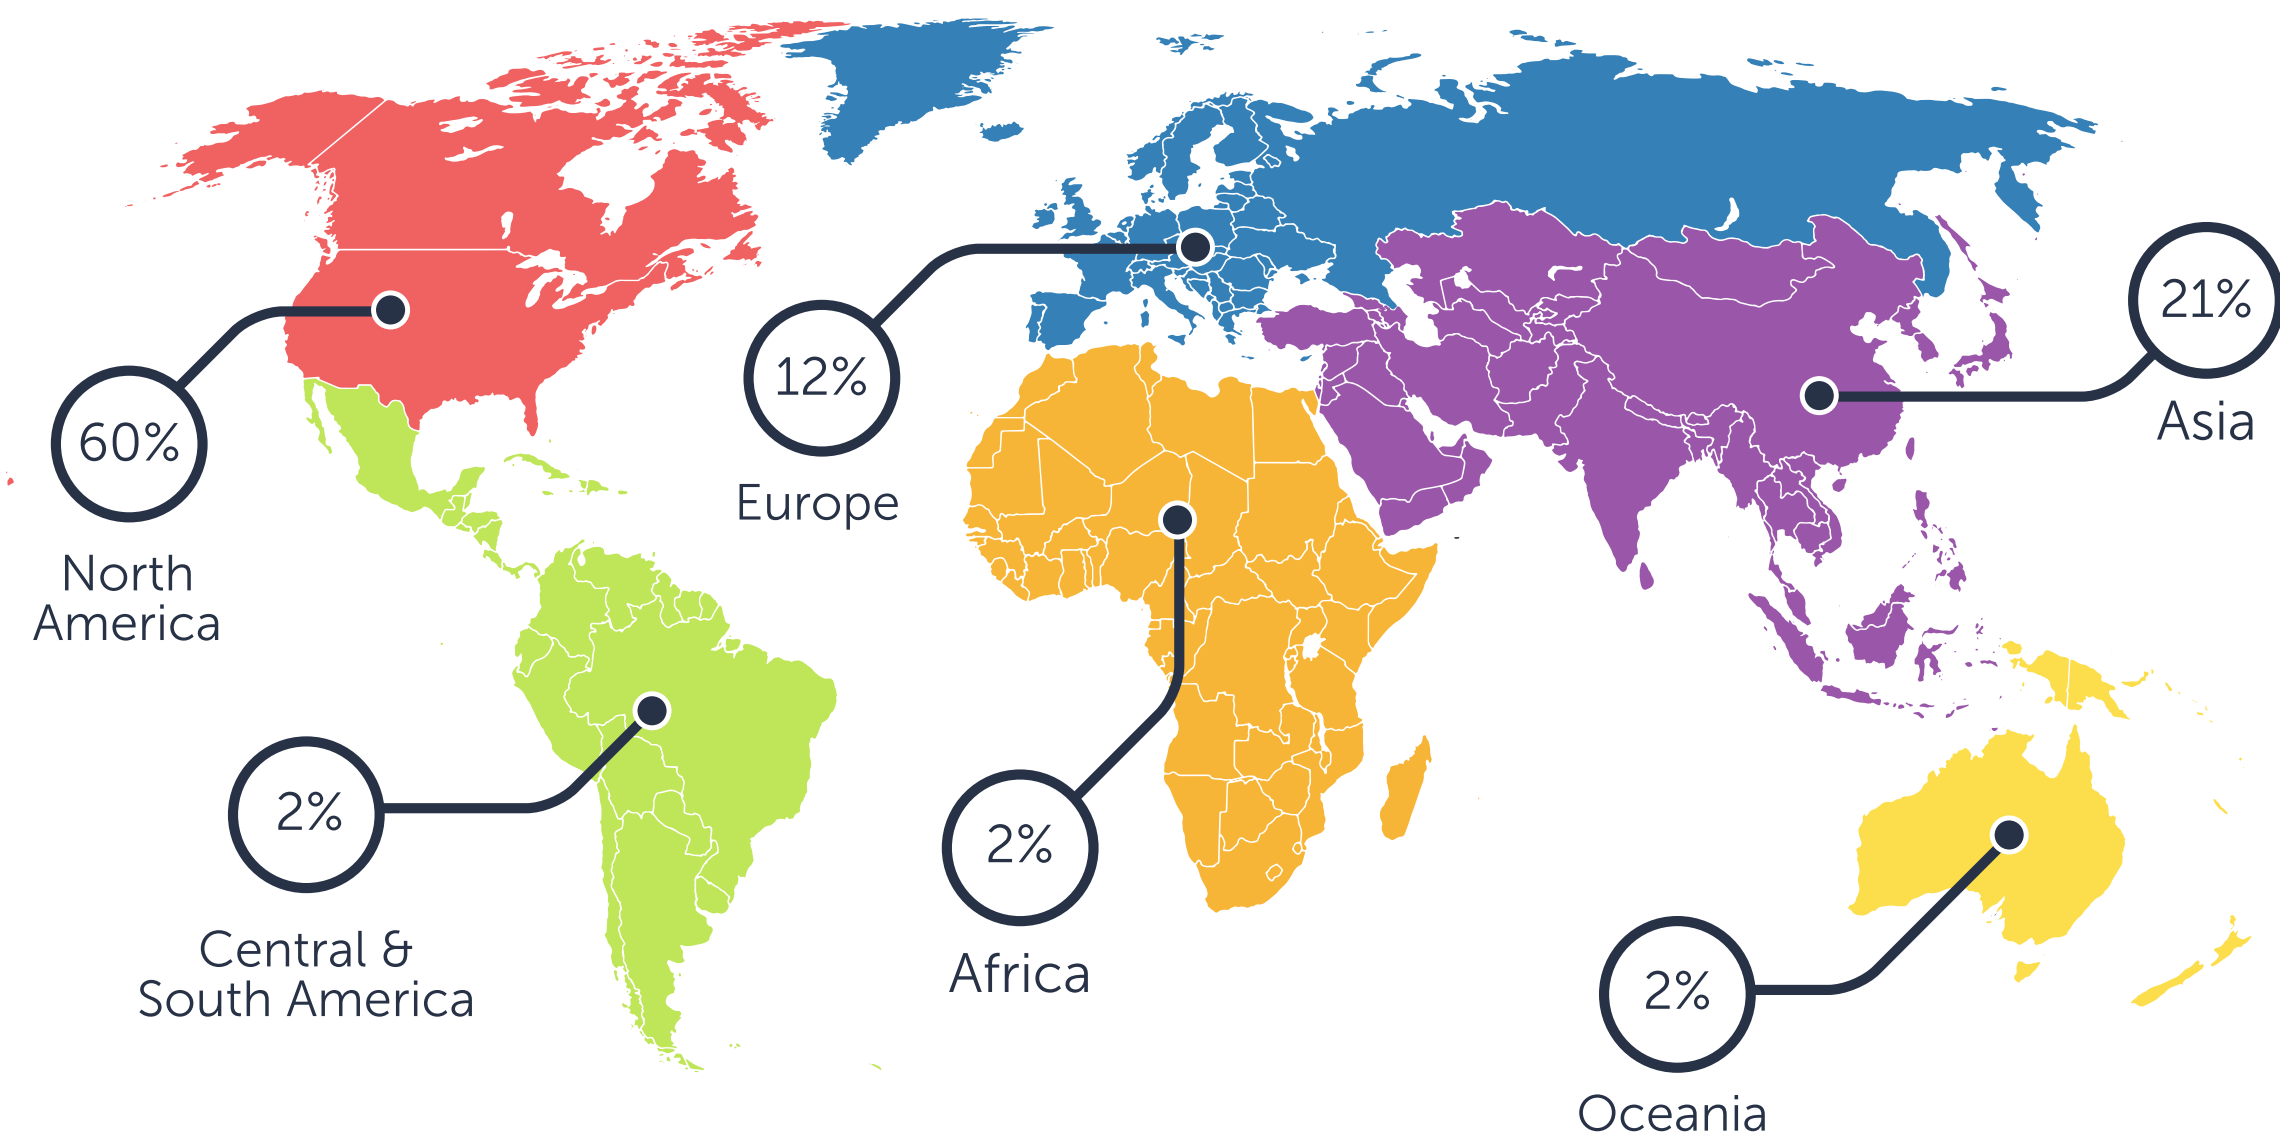 60%
North
America
12%
Europe
21%
Asia
2%
Central &
South America
2%
Africa
2%
Oceania